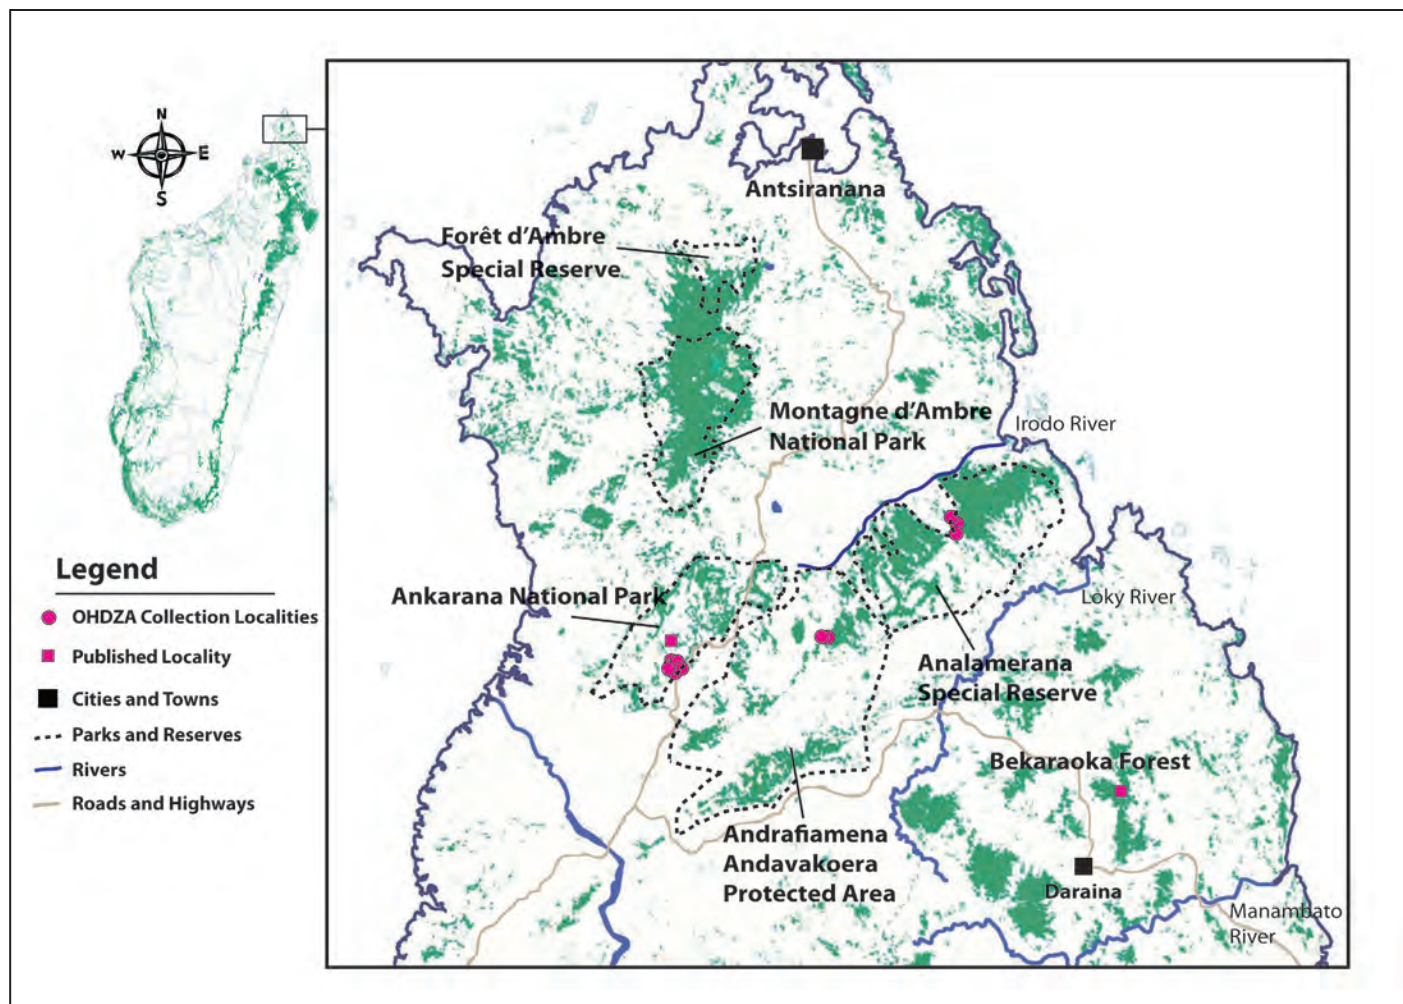 N
W
E
S
Legend
OHDZA Collection Localities
Published Locality
Cities and Towns
Parks and Reserves
Rivers
Roads and Highways
Antsiranana
Forêt d'Ambre
Special Reserve
Montagne d'Ambre
National Park
Irodo River
Ankarana National Park
Loky River
Analamerana
Special Reserve
Bekaraoka Forest
Andrafiamena
Andavakoera
Protected Area
Daraina
Manambato
River